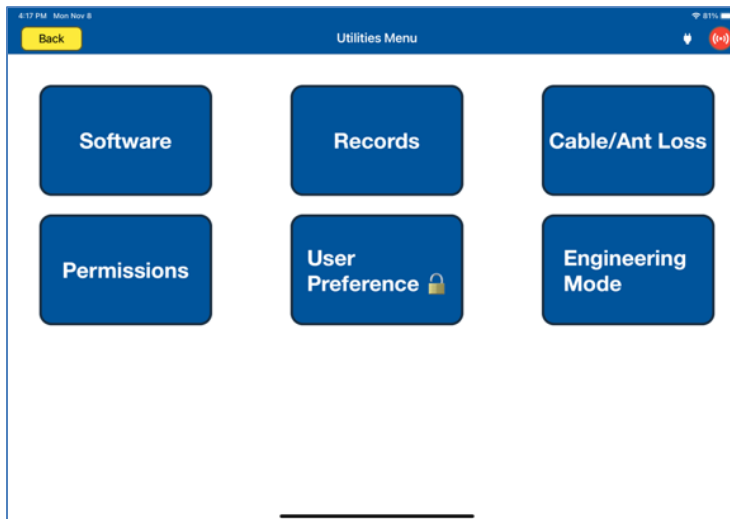 4:17 PM Mon Nov 8
81%
Back
Utilities Menu
Software
Records
Cable/Ant Loss
Permissions
User
Preference
Engineering
Mode